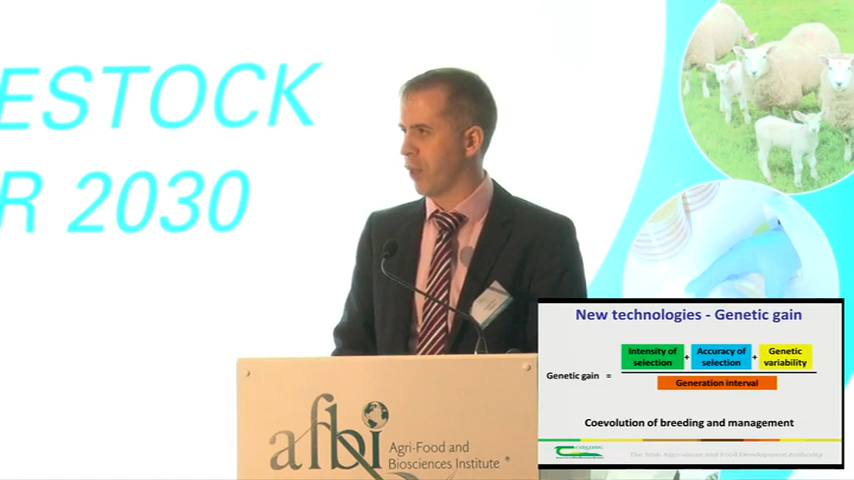 ESTOCK
R 2030
afbi
Agri-Food and
Biosciences Institute
New technologies - Genetic gain
Genetic gain =
Intensity of
selection
+
Accuracy of
selection
+
Genetic
variability
Generation interval
Coevolution of breeding and management
The Irish Agriculture and Food Development Authority